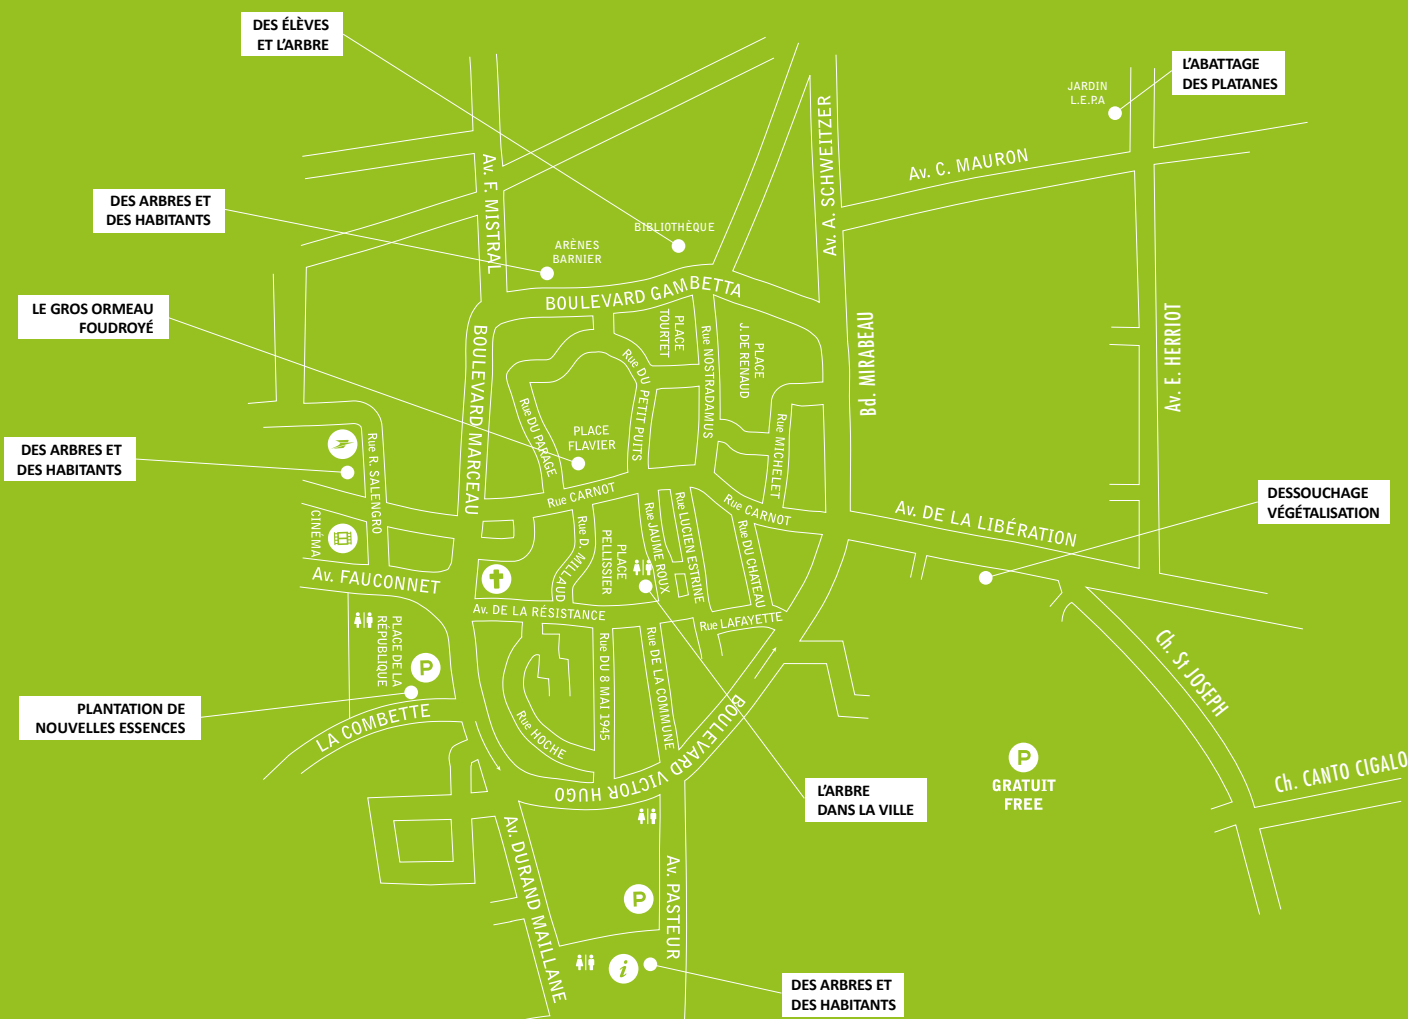 DES ÉLÈVES
ET L'ARBRE
L'ABATTAGE
DES PLATANES
JARDIN
L.E.P.A
Av. A. SCHWEITZER
Av. C. MAURON
Av. F. MISTRAL
DES ARBRES ET
DES HABITANTS
BIBLIOTHÈQUE
ARÈNES
BARNIER
BOULEVARD GAMBETTA
LE GROS ORMEAU
FOUDROYÉ
PLACE
TOURTET
Rue NOSTRADAMUS
PLACE
J. DE RENAUD
Bd. MIRABEAU
Av. E. HERRIOT
BOULEVARD MARCEAU
Rue DU PETIT PUITS
Rue DU PARAGE
PLACE
FLAVIER
Rue MICHELET
DES ARBRES ET
DES HABITANTS
Rue R. SALENGRO
Rue CARNOT
Rue CARNOT
DESSOUCHAGE
VÉGÉTALISATION
Av. DE LA LIBÉRATION
CINÉMA
Av. FAUCONNET
Rue D. MILLAUD
PLACE
PELLISSIER
Rue JAUME ROUX
Rue LUCIEN ESTRINE
Rue DU CHATEAU
Av. DE LA RÉSISTANCE
Rue LAFAYETTE
PLACE DE LA
RÉPUBLIQUE
P
Rue DU 8 MAI 1945
Rue DE LA COMMUNE
Ch. St JOSEPH
PLANTATION DE
NOUVELLES ESSENCES
LA COMBETTE
Rue HOCHE
BOULEVARD VICTOR HUGO
P
GRATUIT
FREE
Ch. CANTO CIGALO
L'ARBRE
DANS LA VILLE
Av. DURAND MAILLANE
P
Av. PASTEUR
i
DES ARBRES ET
DES HABITANTS